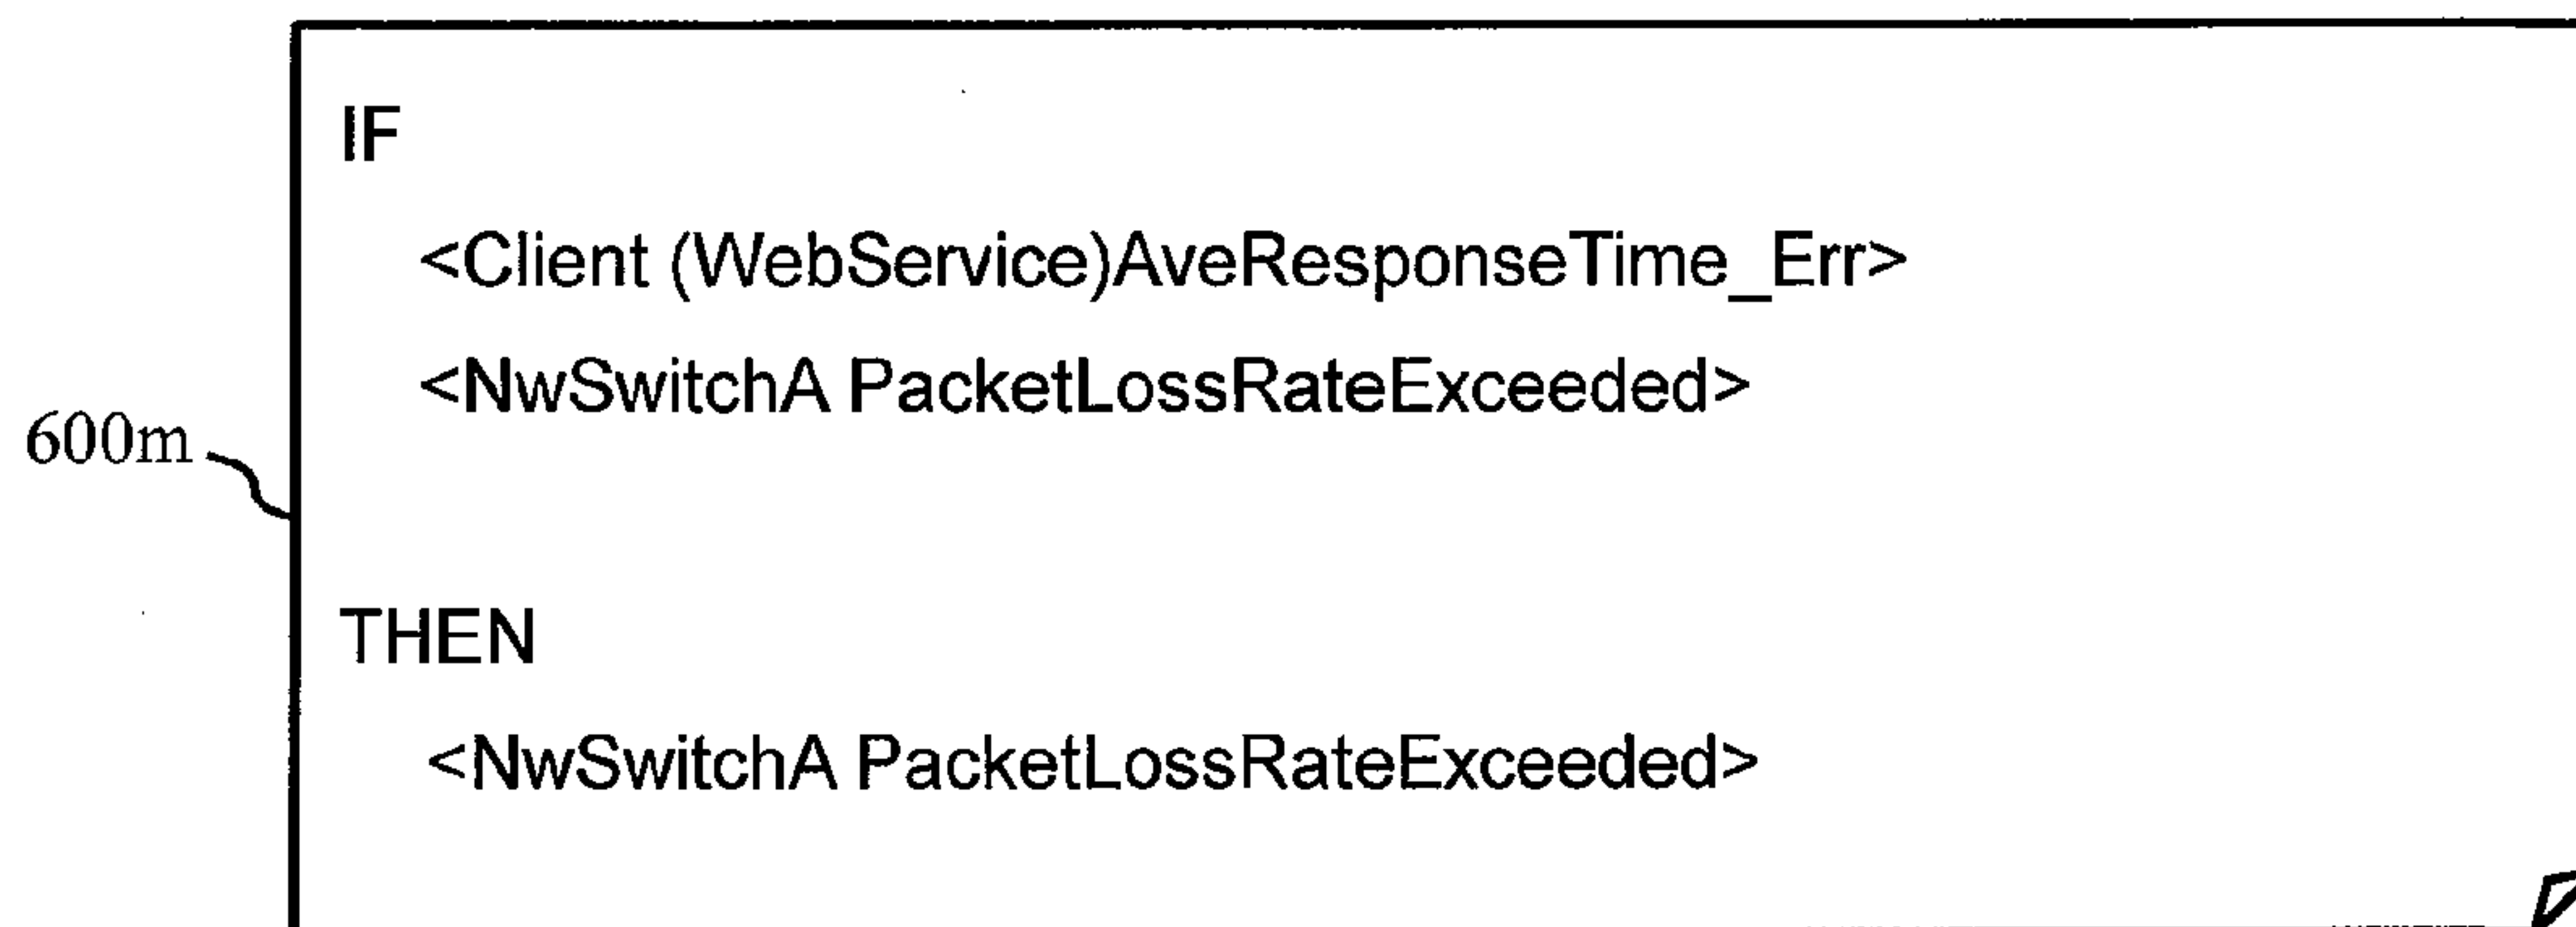 IF
<Client (WebService)AveResponseTime_Err>
<NwSwitchA PacketLossRateExceeded>
600m
THEN
<NwSwitchA PacketLossRateExceeded>